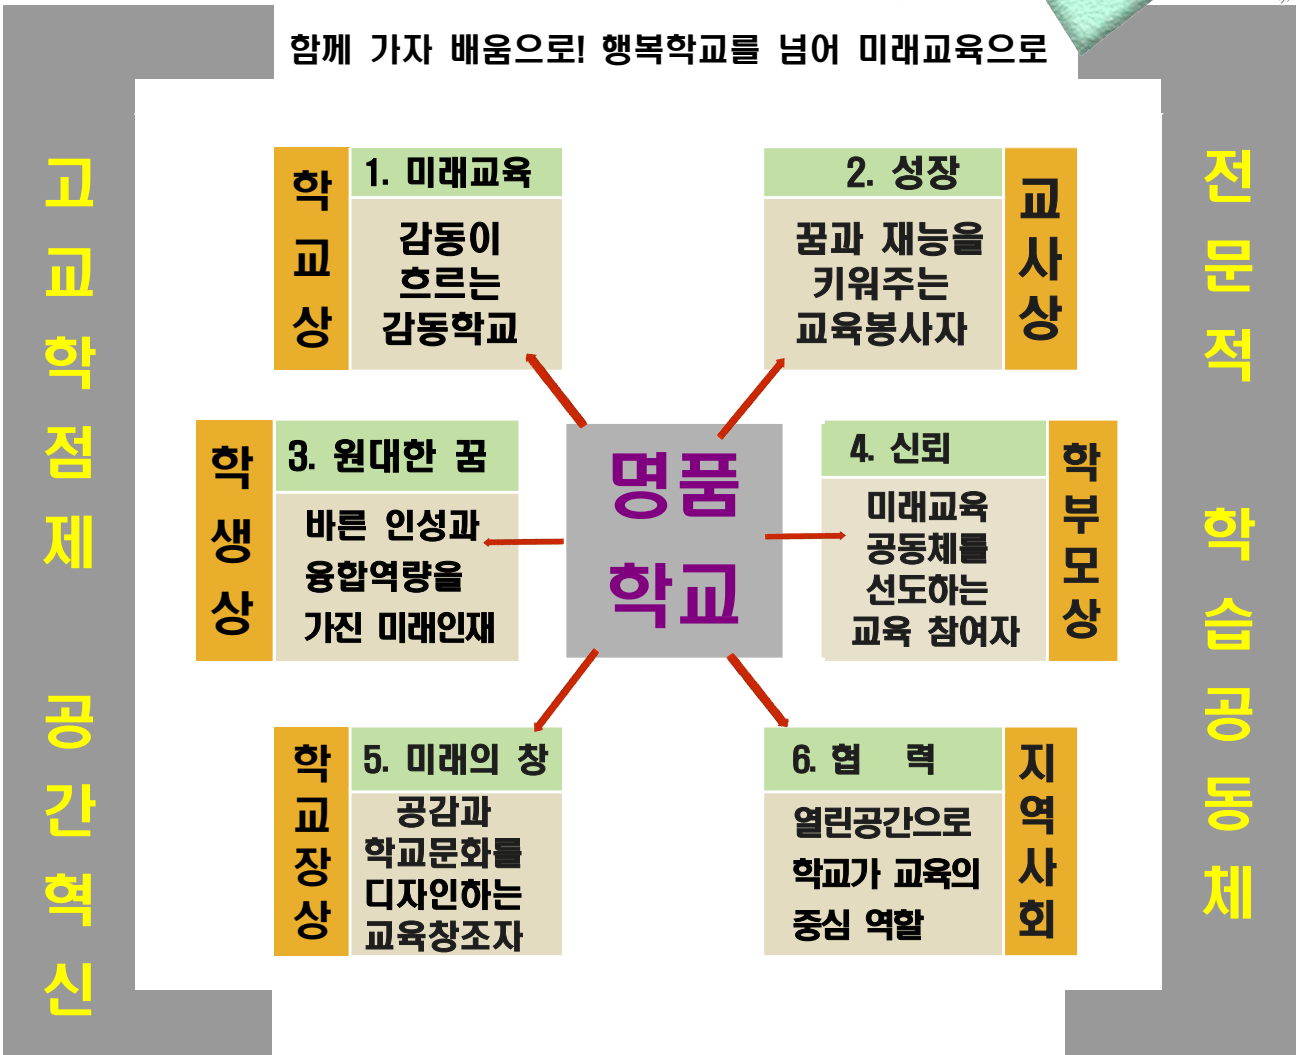 함께 가자 배움으로! 행복학교를 넘어 미래교육으로
고교학점제 공간혁신
학교상
1. 미래교육
감동이
흐르는
감동학교
2. 성장
꿈과 재능을
키워주는
교육봉사자
교사상
학생상
3. 원대한 꿈
바른 인성과
융합역량을
가진 미래인재
명품
학교
4. 신뢰
미래교육
공동체를
선도하는
교육 참여자
학부모상
학교장상
5. 미래의 창
공감과
학교문화를
디자인하는
교육창조자
6. 협 력
열린공간으로
학교가 교육의
중심 역할
지역사회
전문적 학습공동체